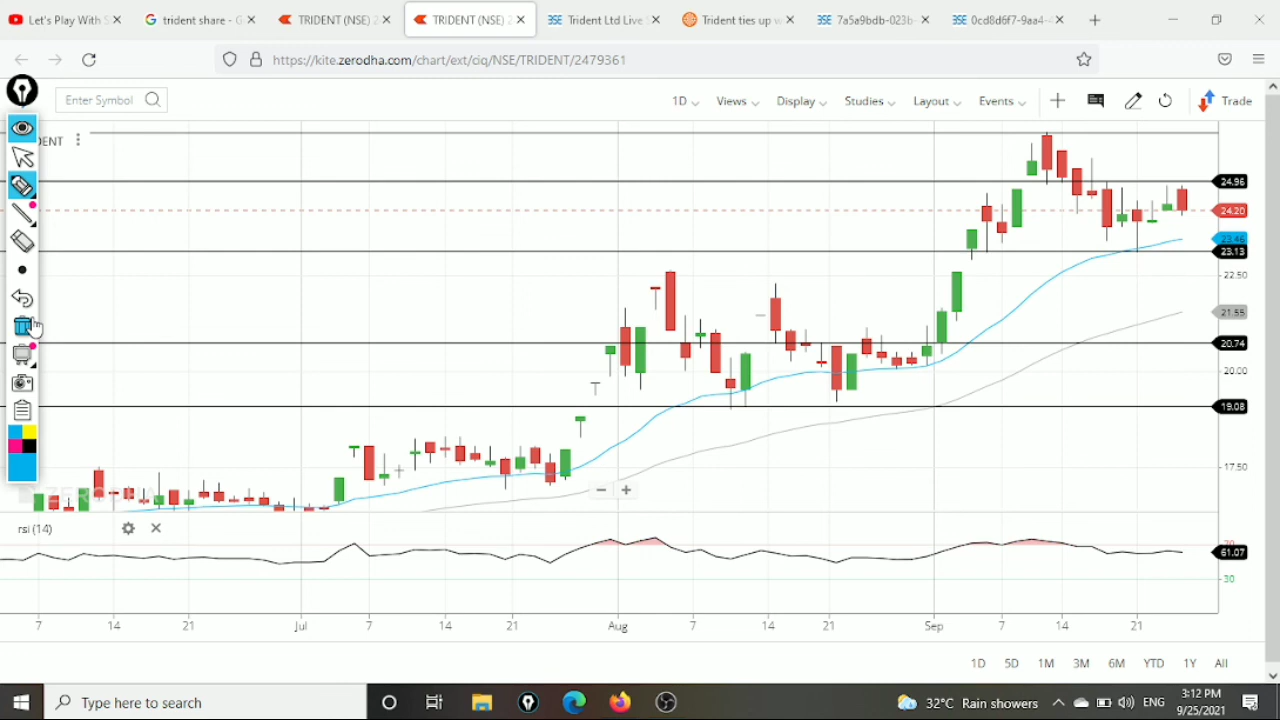 Let's Play With S
trident share - G
TRIDENT (NSE) 2
TRIDENT (NSE) 2
Trident Ltd Live S
Trident ties up w
7a5a9bdb-023b-
0cd8d6f7-9aa4-4
https://kite.zerodha.com/chart/ext/ciq/NSE/TRIDENT/2479361
Enter Symbol
1D
Views
Display
Studies
Layout
Events
Trade
DENT
24.96
24.20
23.46
23.13
22.50
21.55
20.74
20.00
19.08
17.50
ZERODHA
rsi (14)
70
61.07
30
7 14 21 Jul 7 14 21 Aug 7 14 21 Sep 7 14 21
1D 5D 1M 3M 6M YTD 1Y All
Type here to search
32°C Rain showers
ENG
3:12 PM
9/25/2021